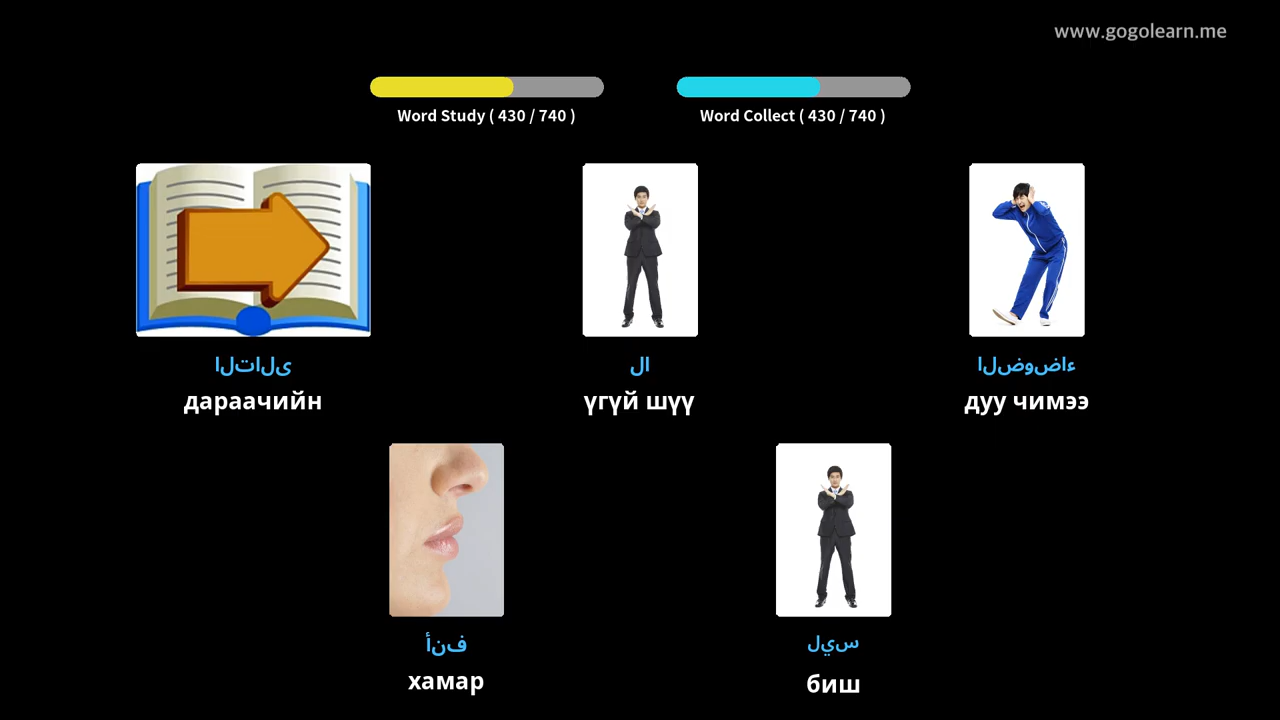 www.gogolearn.me
Word Study ( 430 / 740 )
Word Collect ( 430 / 740 )
التالى
لا
الضوضاء
дараачийн
үгүй шүү
дуу чимээ
أنف
ليس
хамар
биш